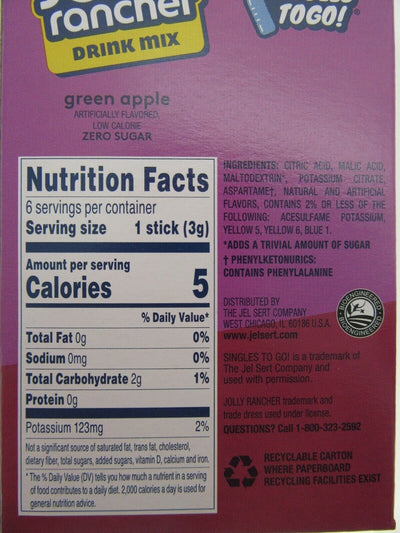 rancher
DRINK MIX
TO GO!®
green apple
ARTIFICIALLY FLAVORED,
LOW CALORIE
ZERO SUGAR
Nutrition Facts
6 servings per container
Serving size 1 stick (3g)
Amount per serving
Calories 5
% Daily Value*
Total Fat 0g 0%
Sodium 0mg 0%
Total Carbohydrate 2g 1%
Protein 0g
Potassium 123mg 2%
Not a significant source of saturated fat, trans fat, cholesterol,
dietary fiber, total sugars, added sugars, vitamin D, calcium and iron.
*The % Daily Value (DV) tells you how much a nutrient in a serving
of food contributes to a daily diet. 2,000 calories a day is used for
general nutrition advice.
INGREDIENTS: CITRIC ACID, MALIC ACID,
MALTODEXTRIN*, POTASSIUM CITRATE,
ASPARTAME†, NATURAL AND ARTIFICIAL
FLAVORS, CONTAINS 2% OR LESS OF THE
FOLLOWING: ACESULFAME POTASSIUM,
YELLOW 5, YELLOW 6, BLUE 1.
*ADDS A TRIVIAL AMOUNT OF SUGAR
† PHENYLKETONURICS:
CONTAINS PHENYLALANINE
DISTRIBUTED BY
THE JEL SERT COMPANY
WEST CHICAGO, IL 60186 U.S.A.
www.jelsert.com
BIOENGINEERED
BIOENGINEERED
SINGLES TO GO! is a trademark of
The Jel Sert Company and
used with permission.
JOLLY RANCHER trademark and
trade dress used under license.
QUESTIONS? Call 1-800-323-2592
RECYCLABLE CARTON
WHERE PAPERBOARD
RECYCLING FACILITIES EXIST